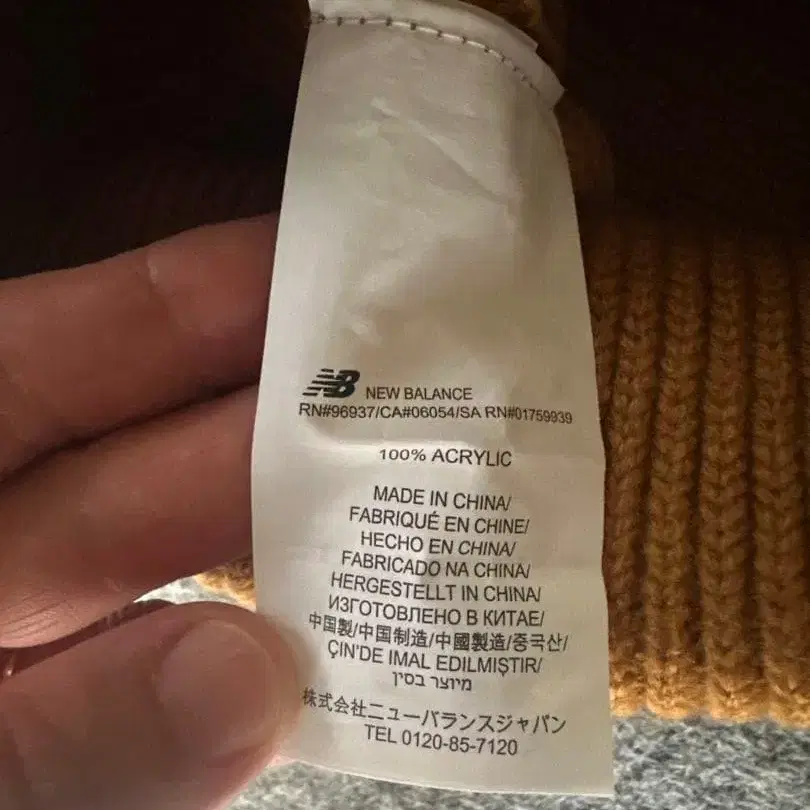 NB NEW BALANCE
RN#96937/CA#06054/SA RN#01759939
100% ACRYLIC
MADE IN CHINA/
FABRIQUÉ EN CHINE/
HECHO EN CHINA/
FABRICADO NA CHINA/
HERGESTELLT IN CHINA/
ИЗГОТОВЛЕНО В КИТАЕ/
中国製/中国制造/中國製造/중국산/
ÇIN'DE IMAL EDILMIŞTIR/
מיוצר בסין
株式会社ニューバランスジャパン
TEL 0120-85-7120